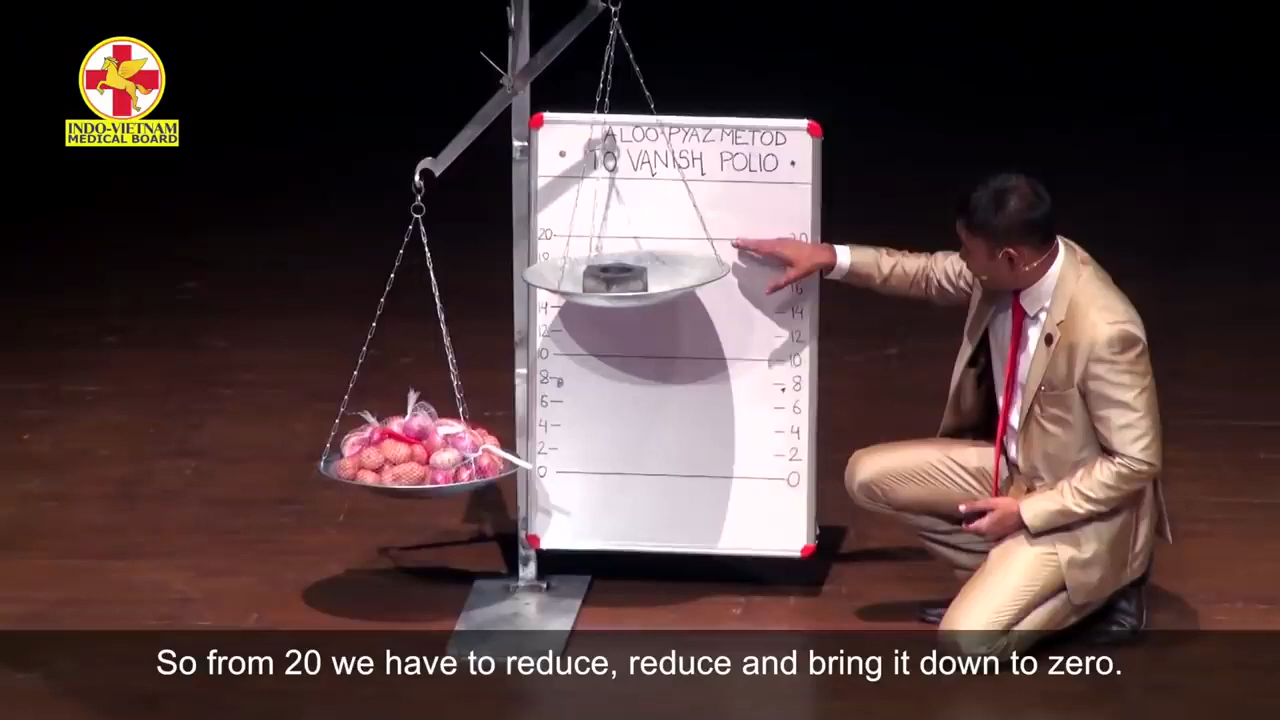 INDO-VIETNAM
MEDICAL BOARD
ALOO PYAZ METOD
TO VANISH POLIO
20 20
18
16
14 14
12 12
10 10
8 8
6 6
4 4
2 2
0 0
So from 20 we have to reduce, reduce and bring it down to zero.